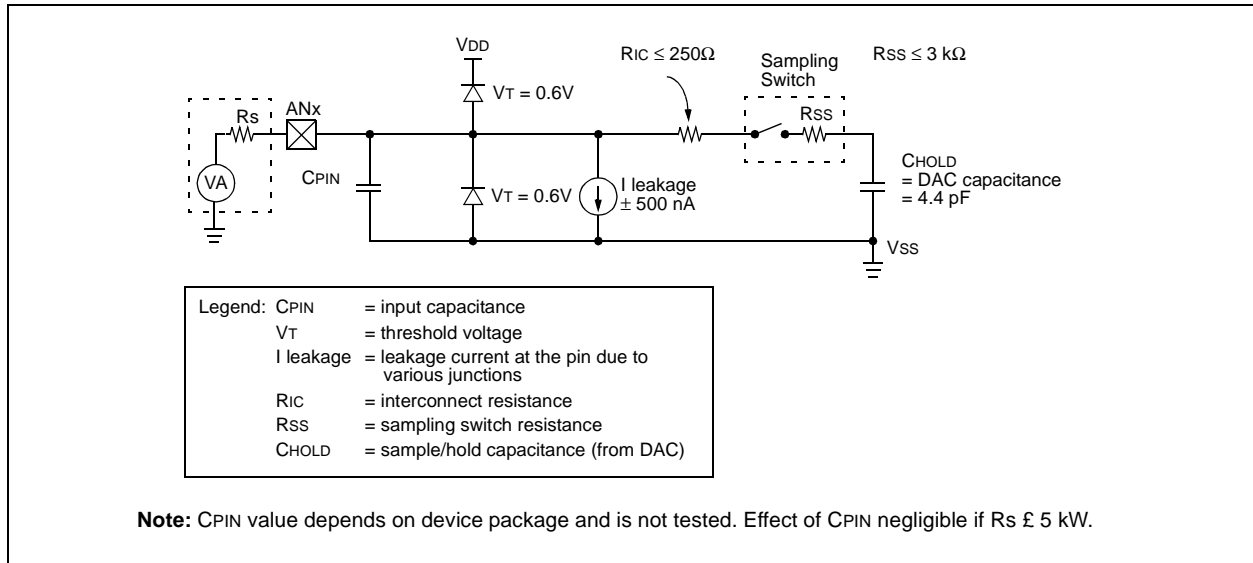 VDD
RIC ≤ 250Ω
Sampling
Switch
RSS ≤ 3 kΩ
VT = 0.6V
Rs
ANx
RSS
VA
CPIN
VT = 0.6V
I leakage
± 500 nA
CHOLD
= DAC capacitance
= 4.4 pF
VSS
Legend: CPIN = input capacitance
VT = threshold voltage
I leakage = leakage current at the pin due to
various junctions
RIC = interconnect resistance
RSS = sampling switch resistance
CHOLD = sample/hold capacitance (from DAC)
Note: CPIN value depends on device package and is not tested. Effect of CPIN negligible if Rs £ 5 kW.